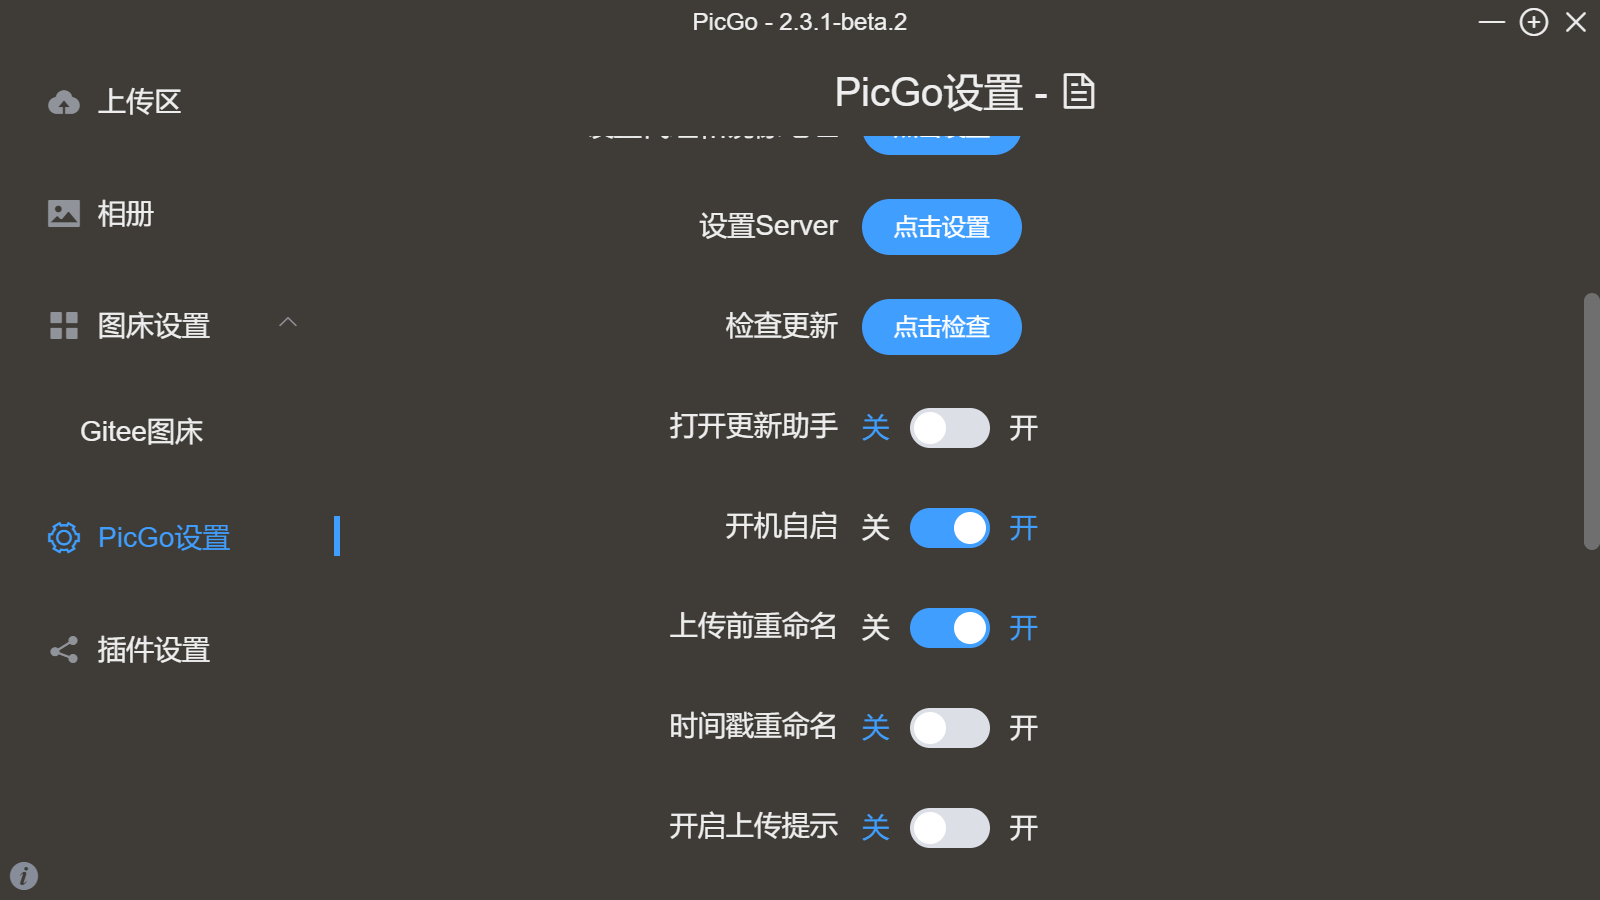 PicGo - 2.3.1-beta.2
上传区
相册
图床设置
Gitee图床
PicGo设置
插件设置
PicGo设置 -
设置Server 点击设置
检查更新 点击检查
打开更新助手 关 开
开机自启 关 开
上传前重命名 关 开
时间戳重命名 关 开
开启上传提示 关 开